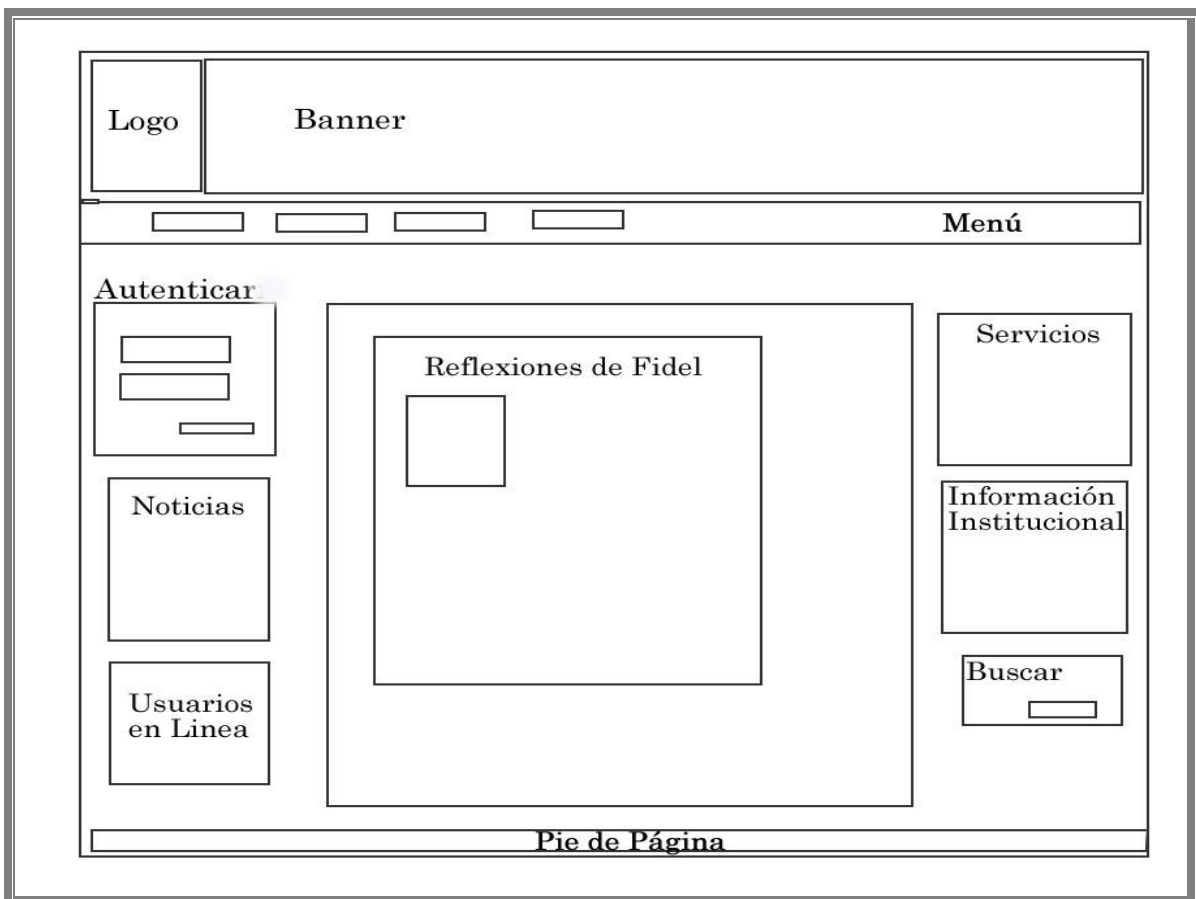 Logo
Banner
Menú
Autenticar
Reflexiones de Fidel
Servicios
Noticias
Información
Institucional
Buscar
Usuarios
en Linea
Pie de Página